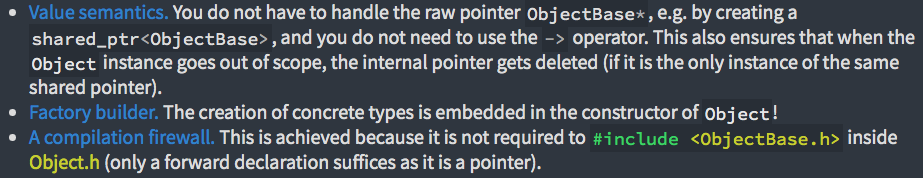 • Value semantics. You do not have to handle the raw pointer ObjectBase*, e.g. by creating a
shared_ptr<ObjectBase>, and you do not need to use the -> operator. This also ensures that when the
Object instance goes out of scope, the internal pointer gets deleted (if it is the only instance of the same
shared pointer).
• Factory builder. The creation of concrete types is embedded in the constructor of Object!
• A compilation firewall. This is achieved because it is not required to #include <ObjectBase.h> inside
Object.h (only a forward declaration suffices as it is a pointer).